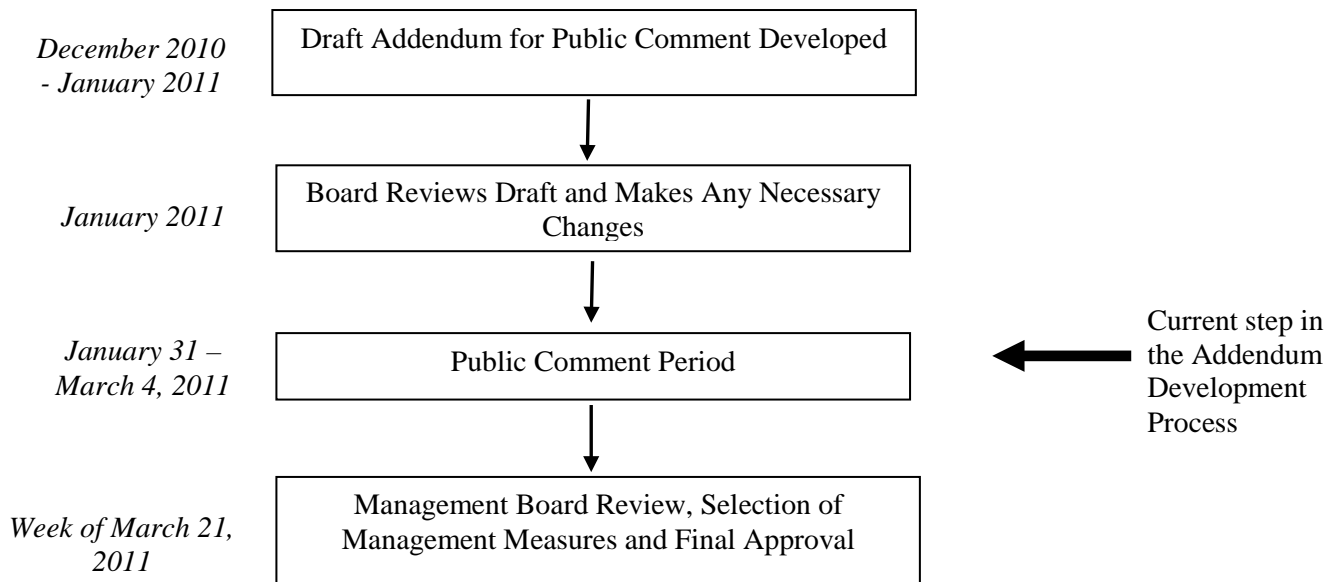 December 2010
- January 2011
Draft Addendum for Public Comment Developed
January 2011
Board Reviews Draft and Makes Any Necessary
Changes
January 31 –
March 4, 2011
Public Comment Period
Current step in
the Addendum
Development
Process
Week of March 21,
2011
Management Board Review, Selection of
Management Measures and Final Approval